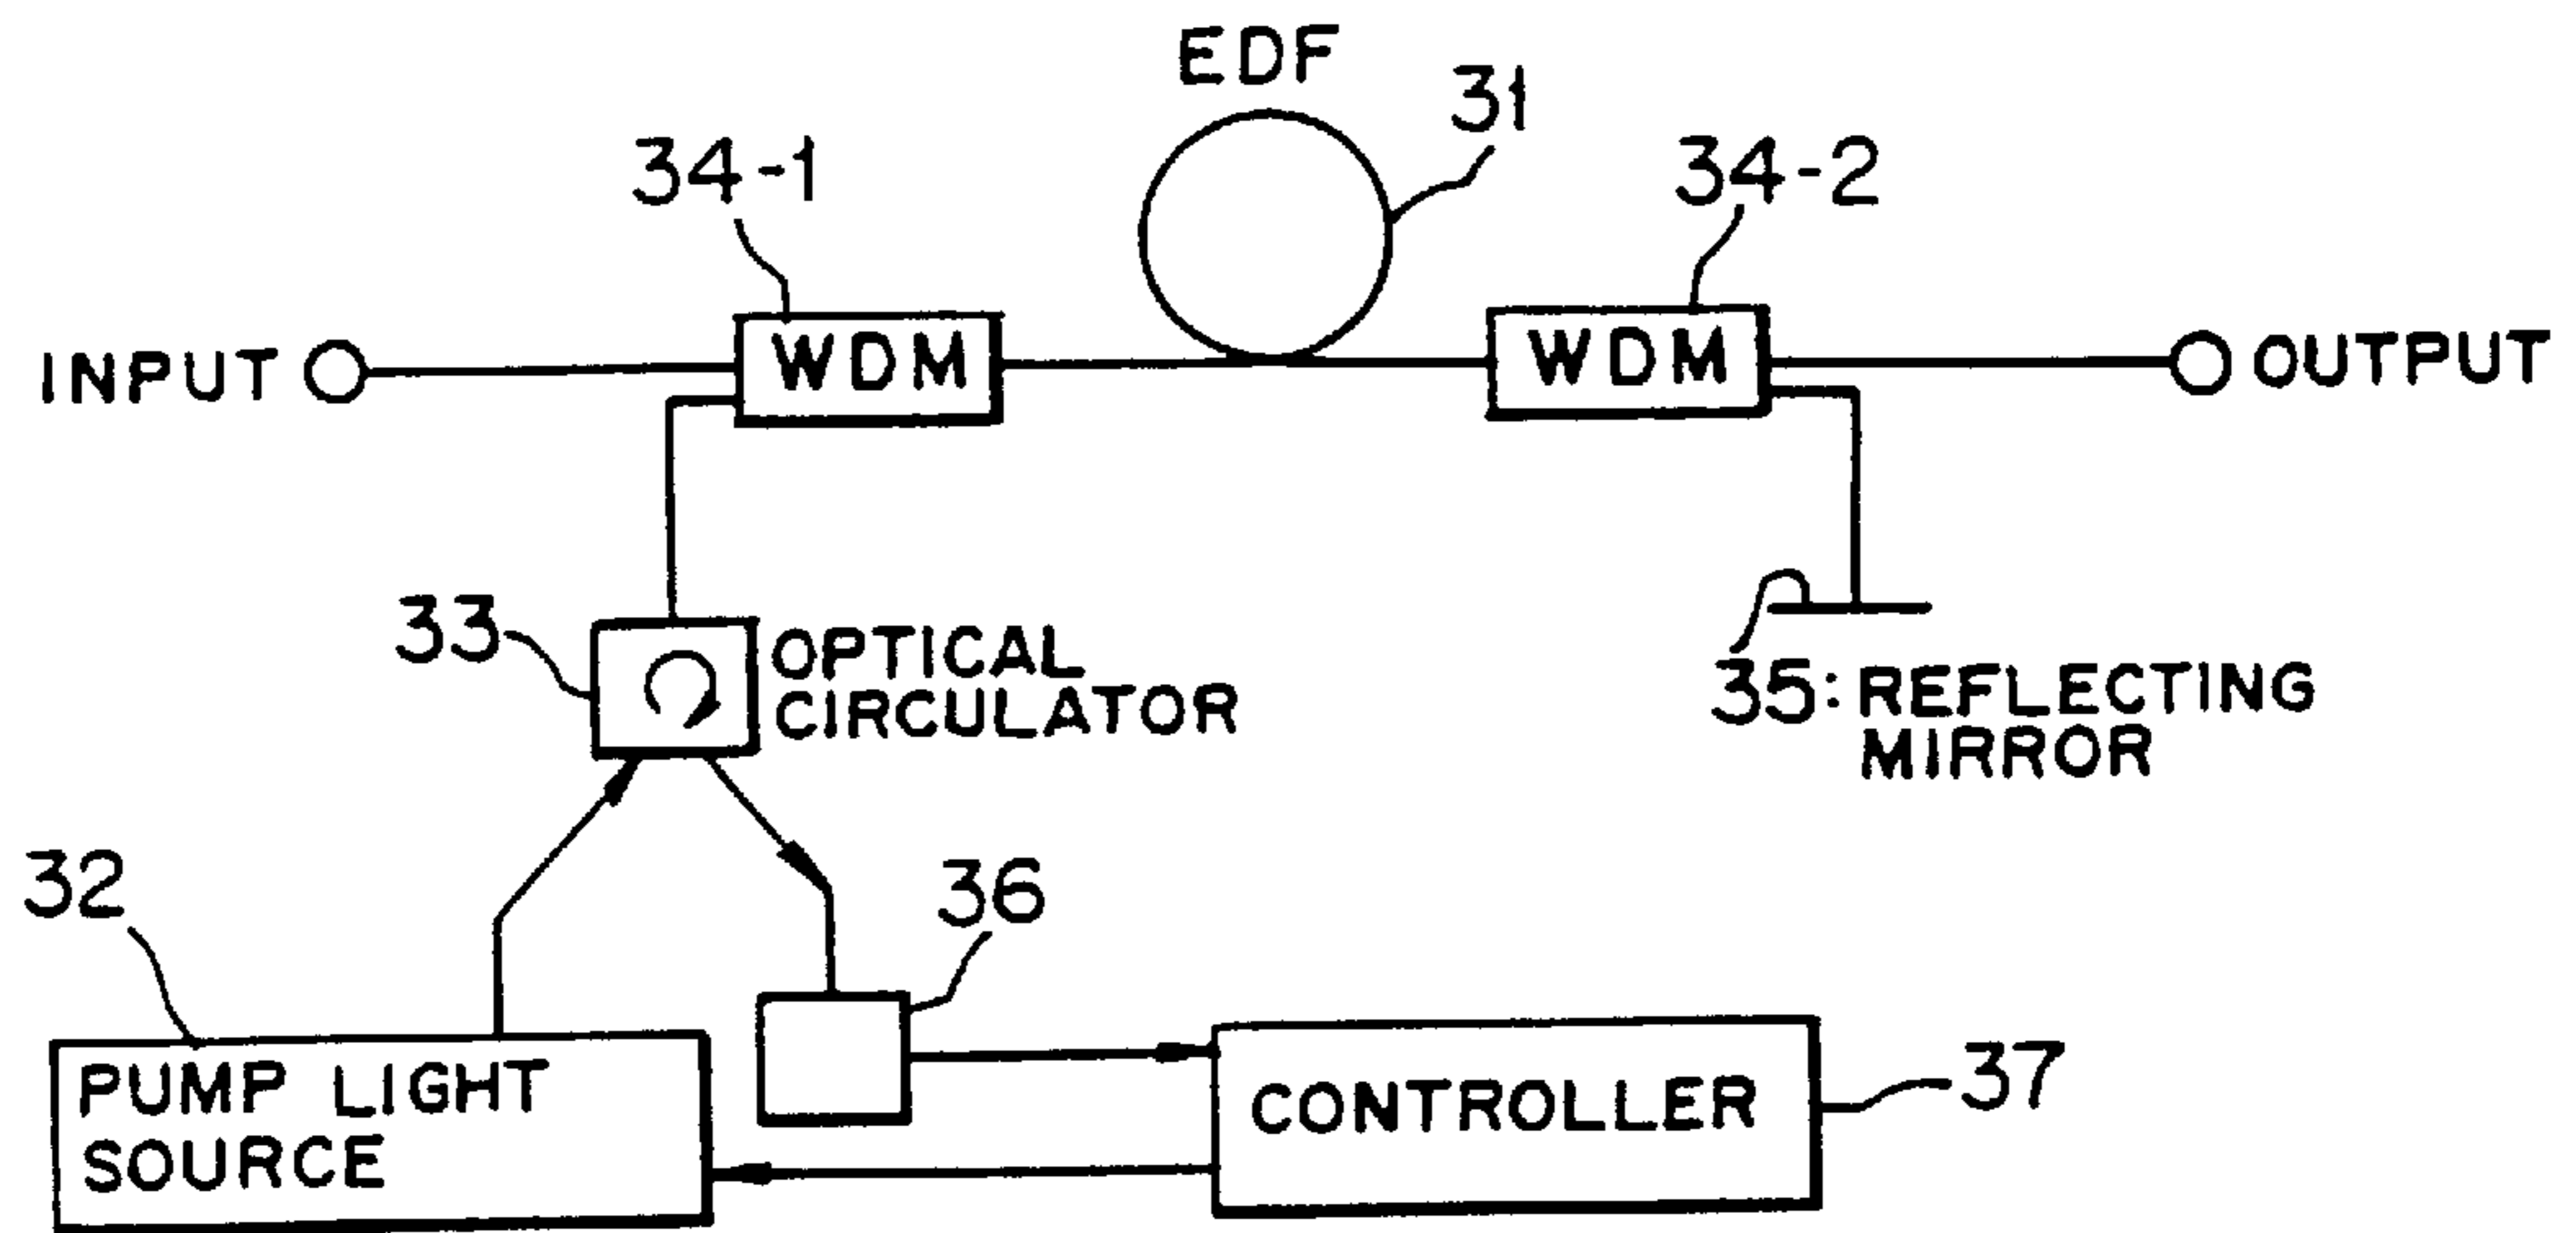 EDF
31
34-1
34-2
WDM
WDM
INPUT
OUTPUT
33
OPTICAL
CIRCULATOR
35: REFLECTING
MIRROR
32
36
PUMP LIGHT
SOURCE
CONTROLLER
37